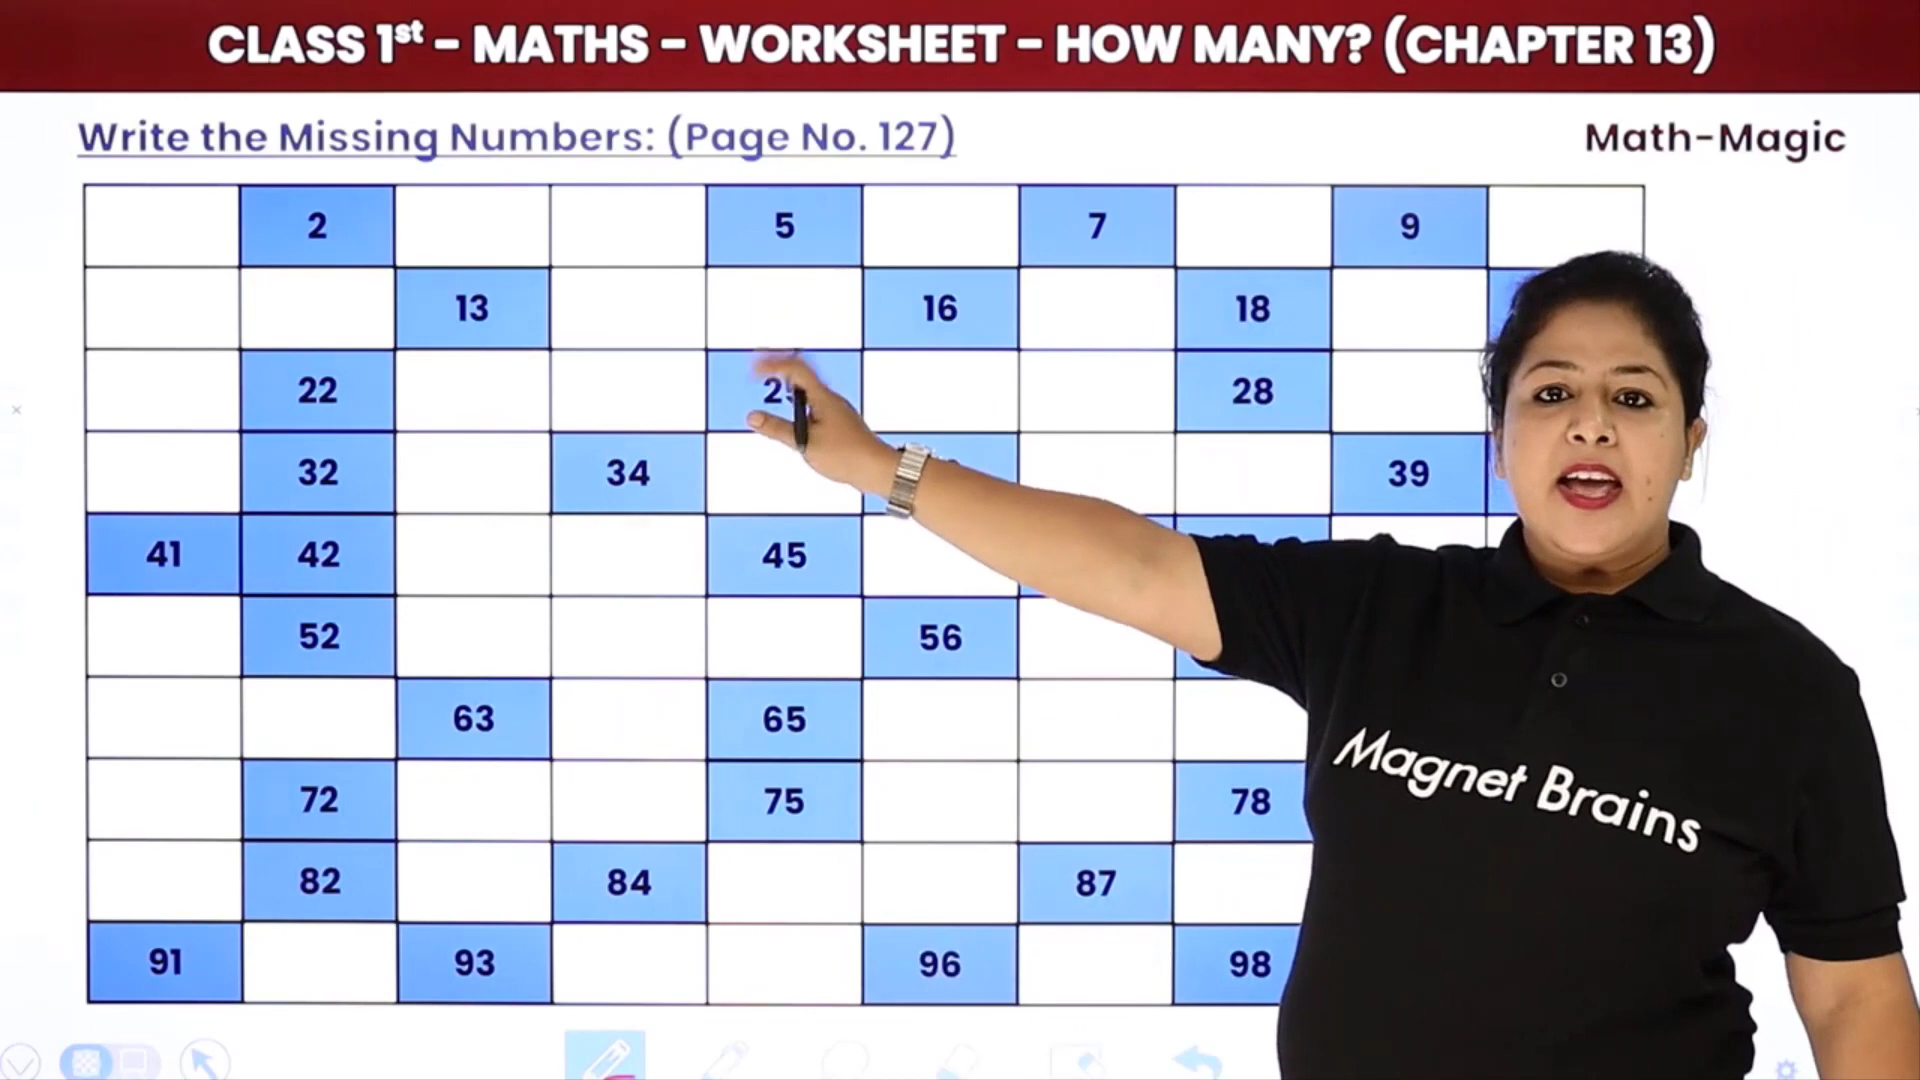 CLASS 1st - MATHS - WORKSHEET - HOW MANY? (CHAPTER 13)
Write the Missing Numbers: (Page No. 127)
Math-Magic
2 5 7 9
13 16 18
22 28
32 34 39
41 42 45
52 56
63 65
72 75 78
82 84 87
91 93 96 98
Magnet Brains